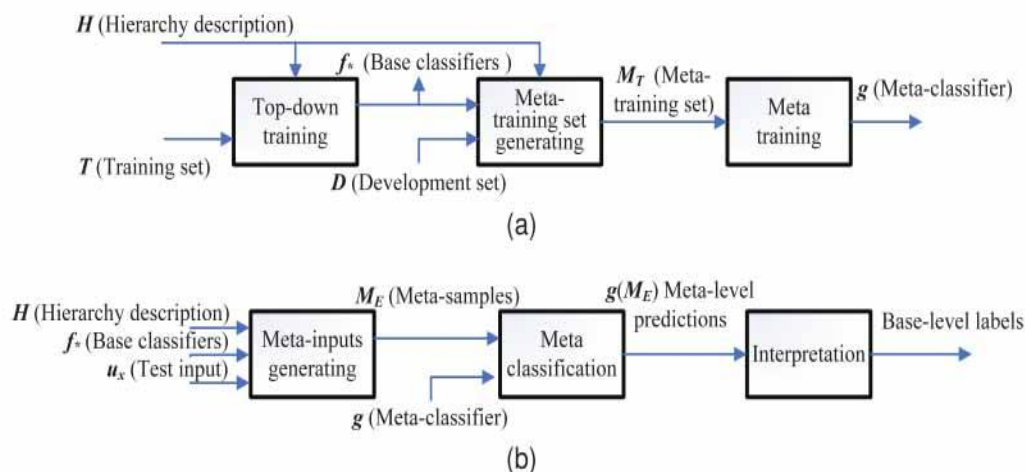 H (Hierarchy description)
f* (Base classifiers )
Top-down
training
Meta-
training set
generating
M_T (Meta-
training set)
Meta
training
g (Meta-classifier)
T (Training set)
D (Development set)
(a)
H (Hierarchy description)
f* (Base classifiers)
u_x (Test input)
Meta-inputs
generating
M_E (Meta-samples)
g (Meta-classifier)
Meta
classification
g(M_E) Meta-level
predictions
Interpretation
Base-level labels
(b)